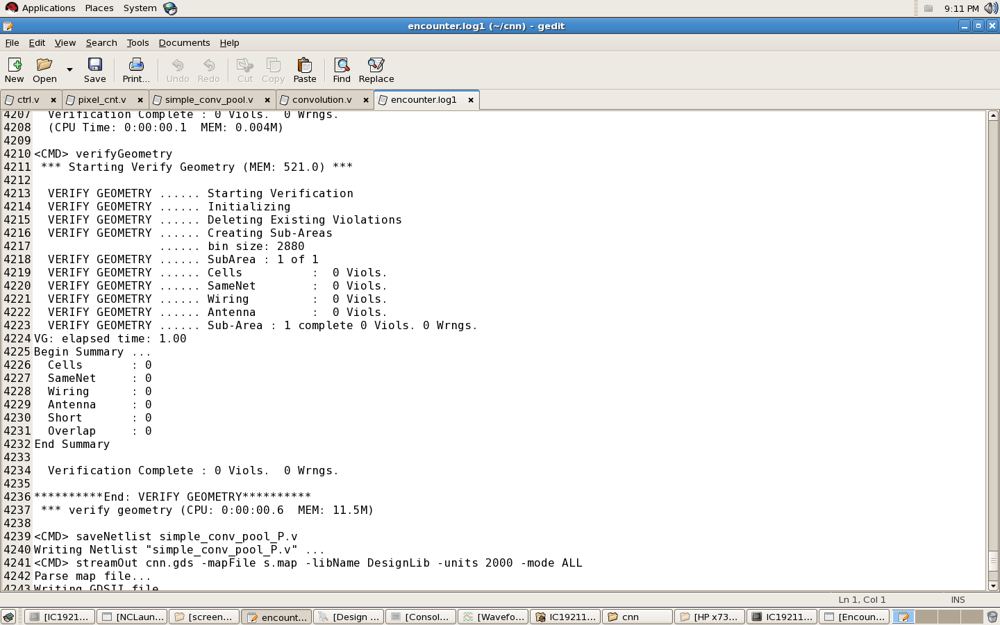 Applications Places System 9:11 PM
encounter.log1 (~/cnn) - gedit
File Edit View Search Tools Documents Help
New Open Save Print... Undo Redo Cut Copy Paste Find Replace
ctrl.v pixel_cnt.v simple_conv_pool.v convolution.v encounter.log1
4207 Verification Complete : 0 Viols. 0 Wrngs.
4208 (CPU Time: 0:00:00.1 MEM: 0.004M)
4209
4210 <CMD> verifyGeometry
4211 *** Starting Verify Geometry (MEM: 521.0) ***
4212
4213 VERIFY GEOMETRY ...... Starting Verification
4214 VERIFY GEOMETRY ...... Initializing
4215 VERIFY GEOMETRY ...... Deleting Existing Violations
4216 VERIFY GEOMETRY ...... Creating Sub-Areas
4217 ...... bin size: 2880
4218 VERIFY GEOMETRY ...... SubArea : 1 of 1
4219 VERIFY GEOMETRY ...... Cells : 0 Viols.
4220 VERIFY GEOMETRY ...... SameNet : 0 Viols.
4221 VERIFY GEOMETRY ...... Wiring : 0 Viols.
4222 VERIFY GEOMETRY ...... Antenna : 0 Viols.
4223 VERIFY GEOMETRY ...... Sub-Area : 1 complete 0 Viols. 0 Wrngs.
4224 VG: elapsed time: 1.00
4225 Begin Summary ...
4226 Cells : 0
4227 SameNet : 0
4228 Wiring : 0
4229 Antenna : 0
4230 Short : 0
4231 Overlap : 0
4232 End Summary
4233
4234 Verification Complete : 0 Viols. 0 Wrngs.
4235
4236 **********End: VERIFY GEOMETRY**********
4237 *** verify geometry (CPU: 0:00:00.6 MEM: 11.5M)
4238
4239 <CMD> saveNetlist simple_conv_pool_P.v
4240 Writing Netlist "simple_conv_pool_P.v" ...
4241 <CMD> streamOut cnn.gds -mapFile s.map -libName DesignLib -units 2000 -mode ALL
4242 Parse map file...
4243 Writing GDSII file
Ln 1, Col 1 INS
[IC1921... [NCLaun... [screen... encount... [Design ... [Consol... [Wavefo... IC19211... cnn [HP x73... IC19211... [Encoun...